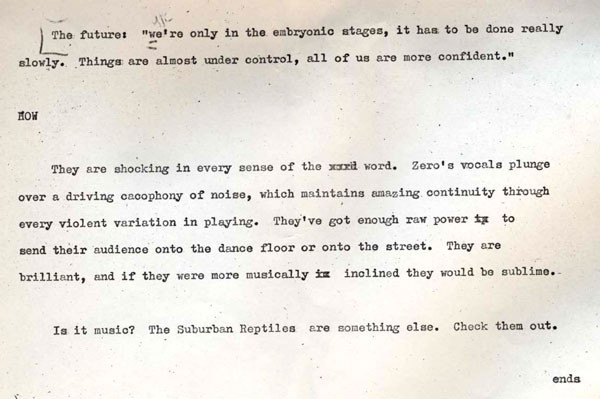 The future: "we're only in the embryonic stages, it has to be done really
slowly. Things are almost under control, all of us are more confident."
NOW
They are shocking in every sense of the word. Zero's vocals plunge
over a driving cacophony of noise, which maintains amazing continuity through
every violent variation in playing. They've got enough raw power to
send their audience onto the dance floor or onto the street. They are
brilliant, and if they were more musically inclined they would be sublime.
Is it music? The Suburban Reptiles are something else. Check them out.
ends